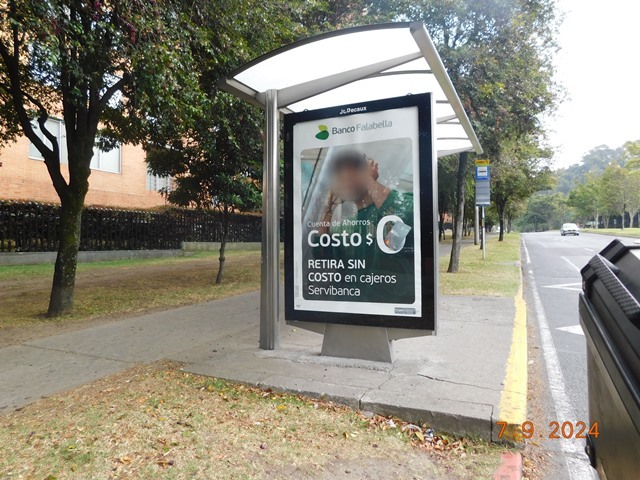 JCDecaux
Banco Falabella
Cuenta de Ahorros
Costo $0
RETIRA SIN
COSTO en cajeros
Servibanca
7. 9. 2024